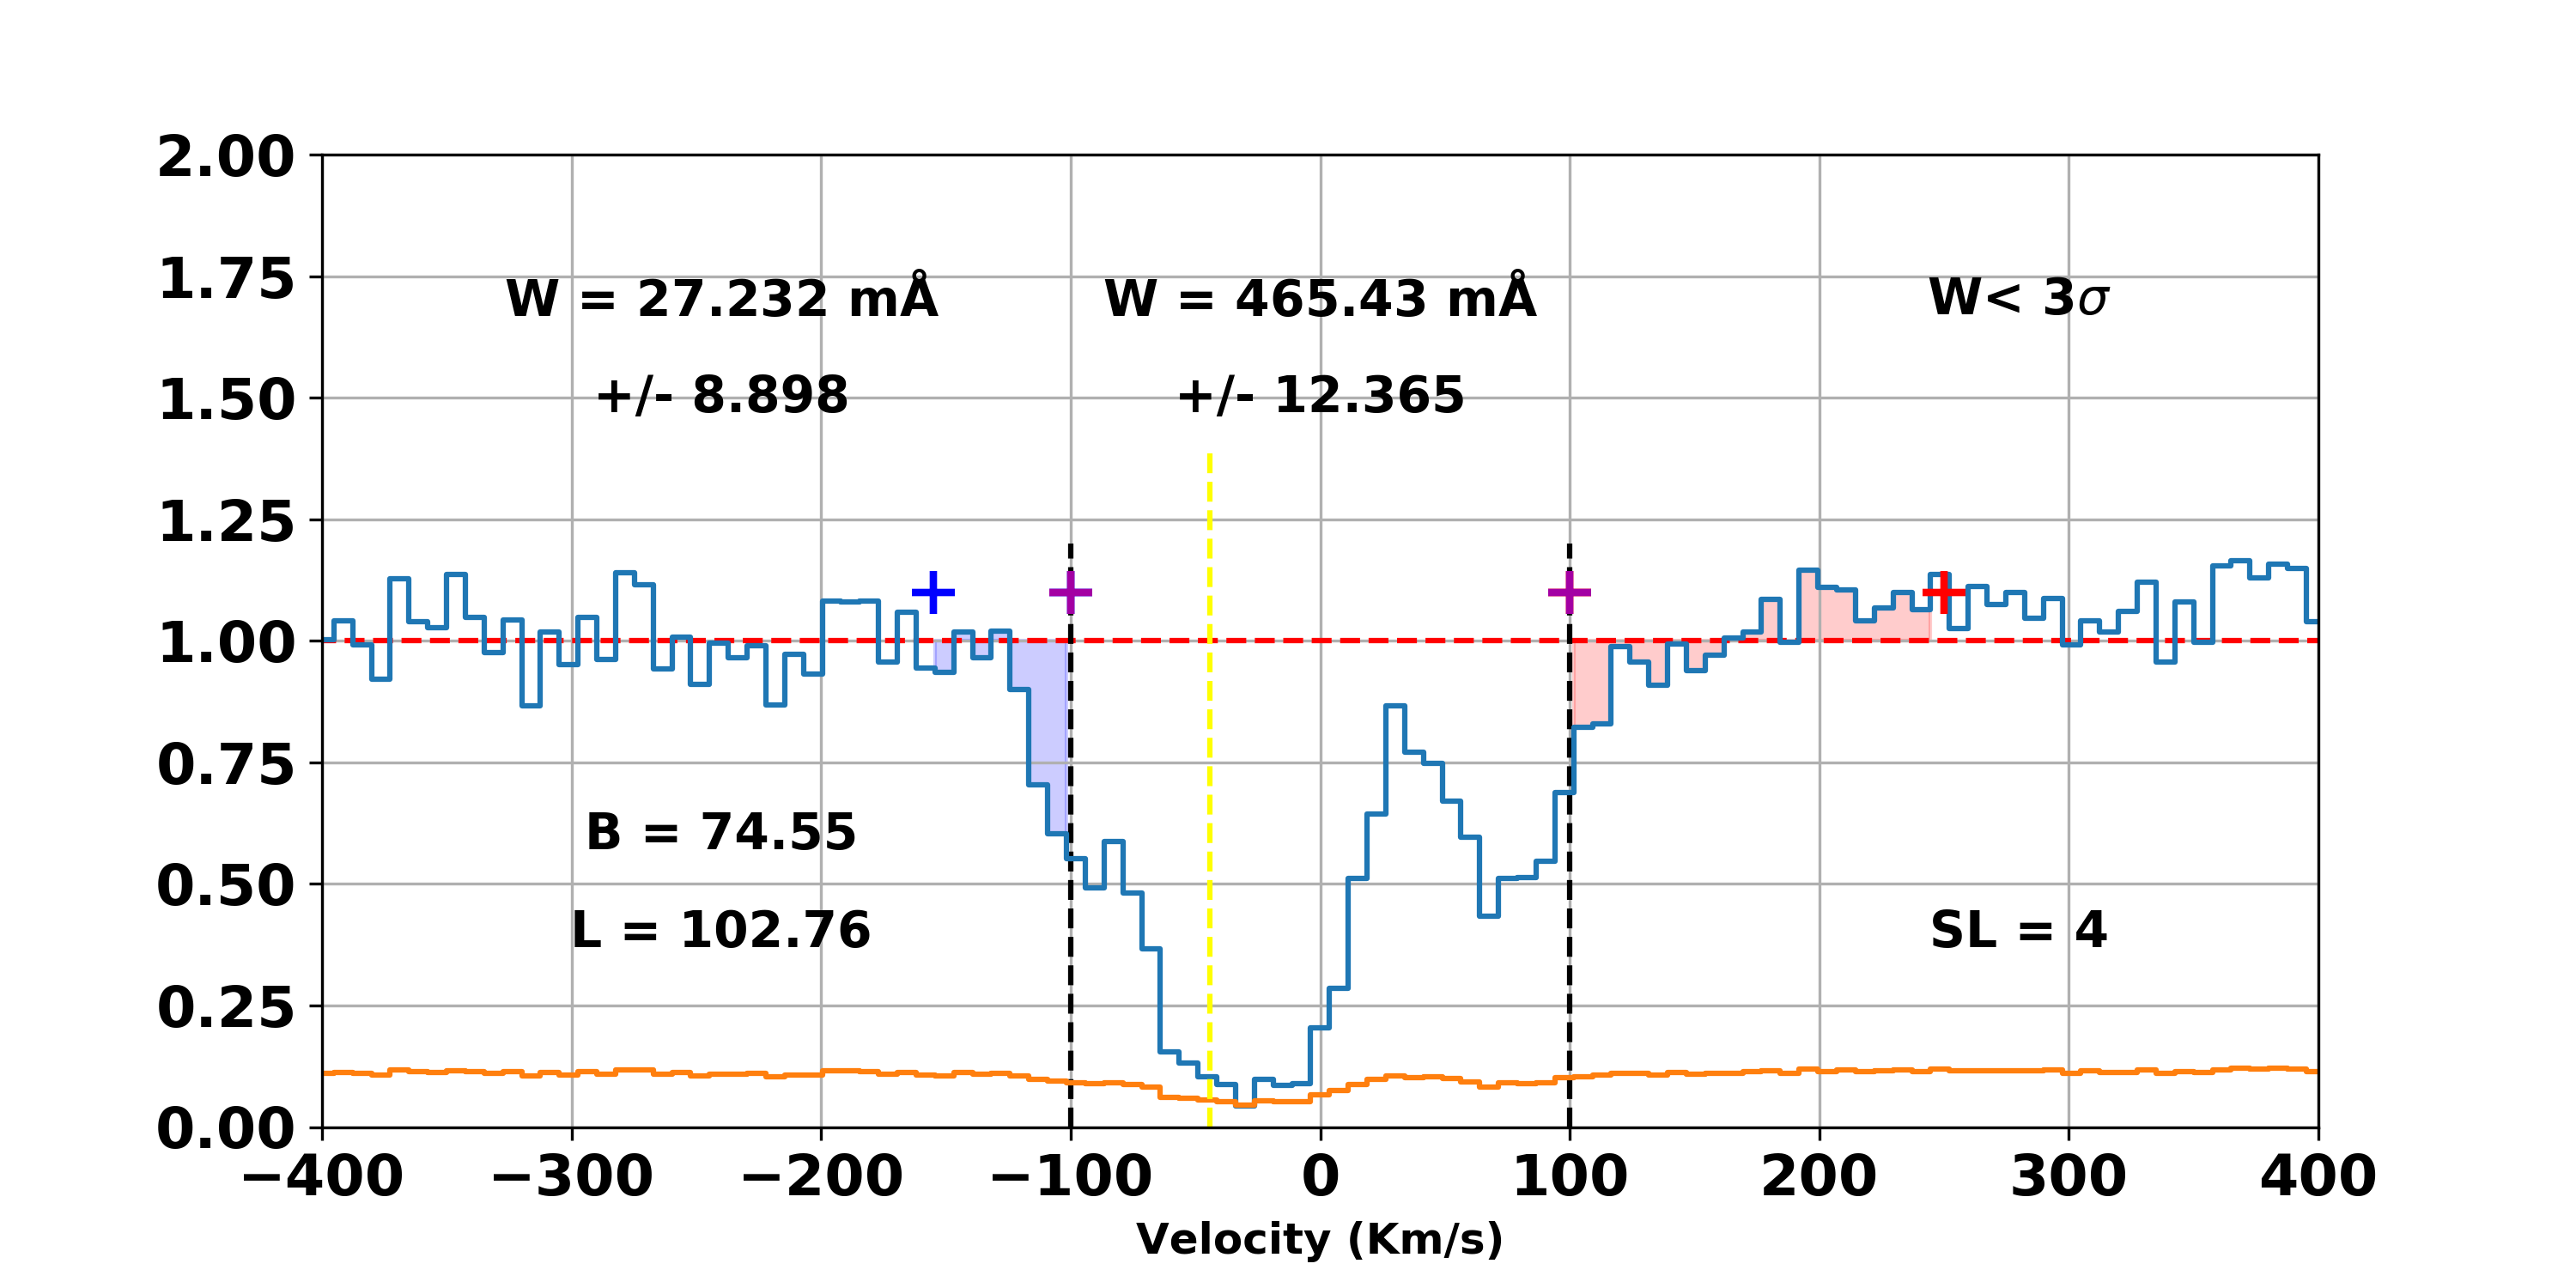 2.00
1.75
W = 27.232 mÅ W = 465.43 mÅ W< 3σ
1.50
+/- 8.898 +/- 12.365
1.25
1.00
0.75
B = 74.55
0.50
L = 102.76 SL = 4
0.25
0.00
−400 −300 −200 −100 0 100 200 300 400
Velocity (Km/s)